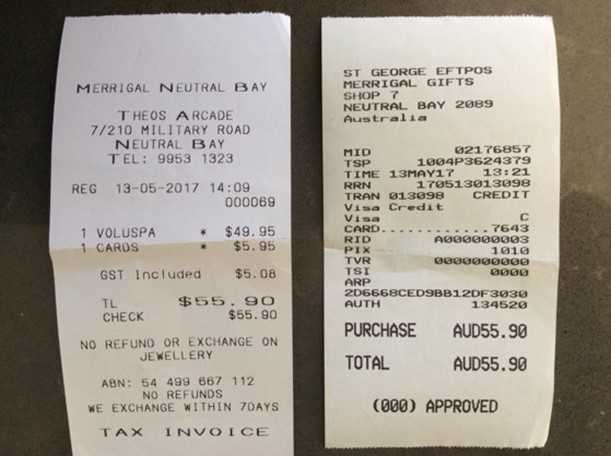 MERRIGAL NEUTRAL BAY
THEOS ARCADE
7/210 MILITARY ROAD
NEUTRAL BAY
TEL: 9953 1323
REG 13-05-2017 14:09
000069
1 VOLUSPA * $49.95
1 CARDS * $5.95
GST Included $5.08
TL $55.90
CHECK $55.90
NO REFUND OR EXCHANGE ON
JEWELLERY
ABN: 54 499 667 112
NO REFUNDS
WE EXCHANGE WITHIN 7DAYS
TAX INVOICE
ST GEORGE EFTPOS
MERRIGAL GIFTS
SHOP 7
NEUTRAL BAY 2089
Australia
MID 02176857
TSP 1004P3624379
TIME 13MAY17 13:21
RRN 170513013098
TRAN 013098 CREDIT
Visa Credit
Visa C
CARD............7643
RID A000000003
PIX 1010
TVR 0000000000
TSI 0000
ARP
2D6668CED9BB12DF3030
AUTH 134520
PURCHASE AUD55.90
TOTAL AUD55.90
(000) APPROVED